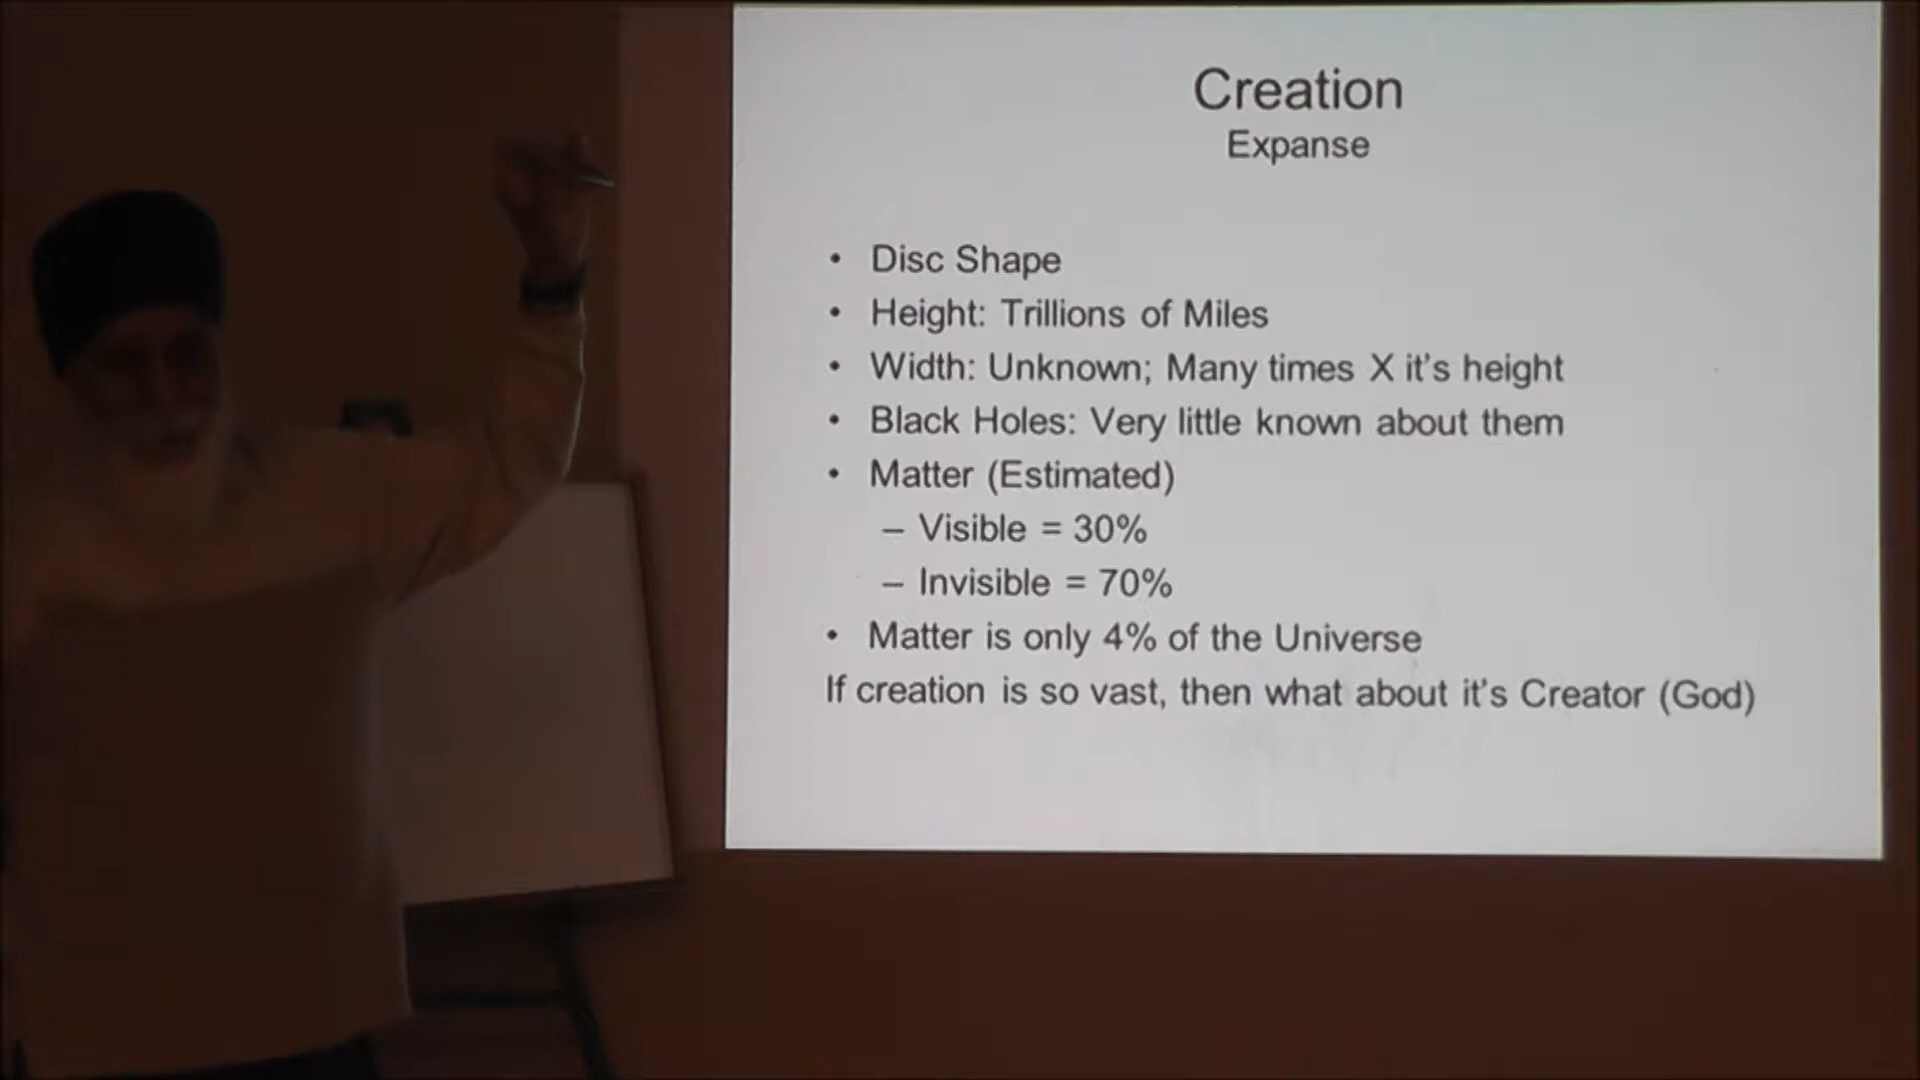 Creation
Expanse
• Disc Shape
• Height: Trillions of Miles
• Width: Unknown; Many times X it's height
• Black Holes: Very little known about them
• Matter (Estimated)
– Visible = 30%
– Invisible = 70%
• Matter is only 4% of the Universe
If creation is so vast, then what about it's Creator (God)